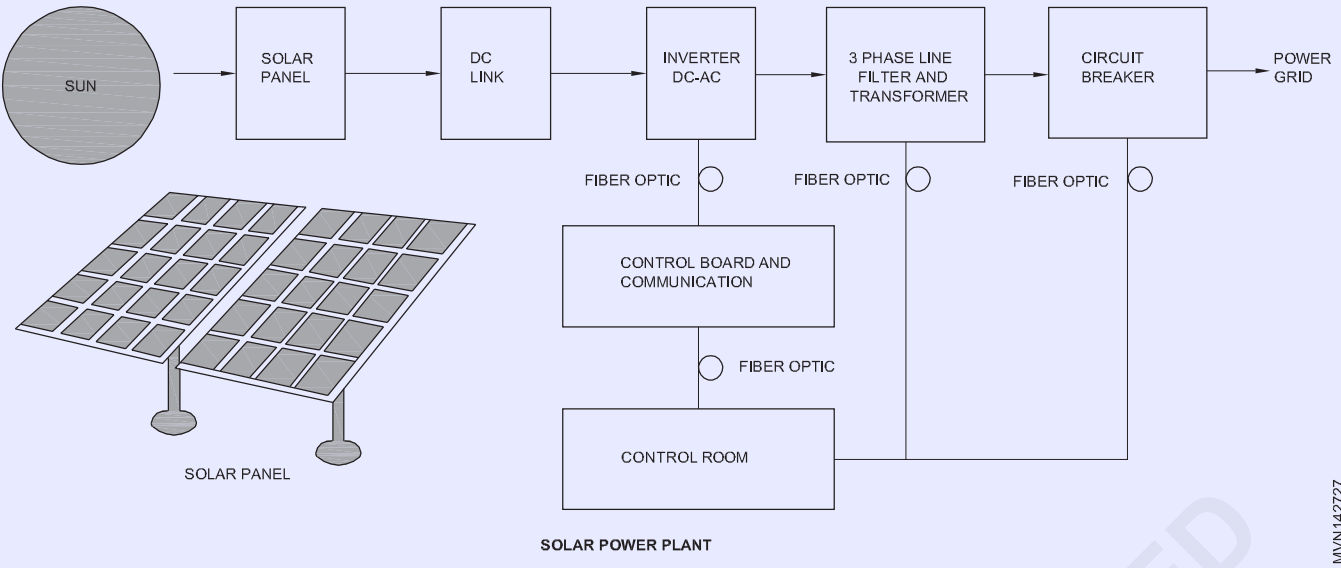 SUN
SOLAR
PANEL
DC
LINK
INVERTER
DC-AC
3 PHASE LINE
FILTER AND
TRANSFORMER
CIRCUIT
BREAKER
POWER
GRID
FIBER OPTIC
FIBER OPTIC
FIBER OPTIC
CONTROL BOARD AND
COMMUNICATION
FIBER OPTIC
CONTROL ROOM
SOLAR PANEL
SOLAR POWER PLANT
MVN142727
ED